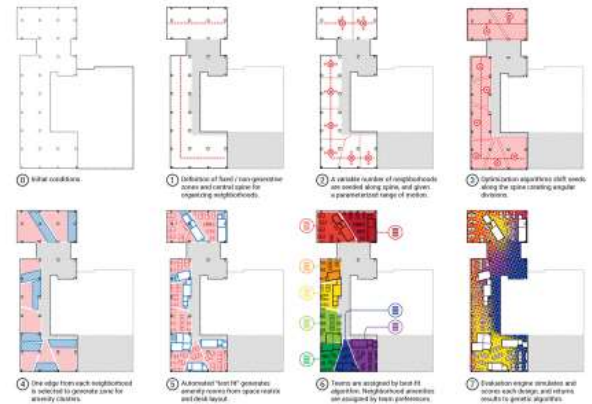 0 Initial conditions.
1 Definition of fixed / non-generative
zones and central spine for
organizing neighborhoods.
2 A variable number of neighborhoods
are seeded along spine, and given
a parameterized range of motion.
3 Optimization algorithms shift seeds
along the spine creating angular
divisions.
4 One edge from each neighborhood
is selected to generate zone for
amenity clusters.
5 Automated "best fit" generates
amenity rooms from space matrix
and desk layout.
6 Teams are assigned by best-fit
algorithm. Neighborhood amenities
are assigned by team preferences.
7 Evaluation engine simulates and
scores each design, and returns
results to genetic algorithm.